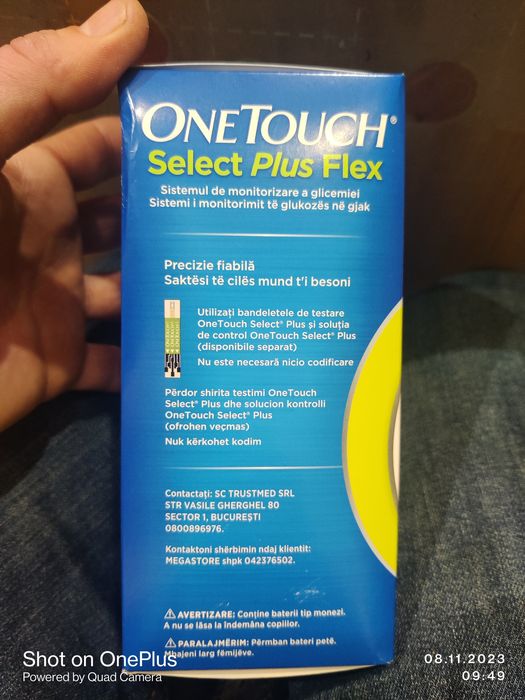 ONETOUCH®
Select Plus Flex
Sistemul de monitorizare a glicemiei
Sistemi i monitorimit të glukozës në gjak
Precizie fiabilă
Saktësi të cilës mund t'i besoni
Utilizați bandeletele de testare
OneTouch Select® Plus și soluția
de control OneTouch Select® Plus
(disponibile separat)
Nu este necesară nicio codificare
Përdor shirita testimi OneTouch
Select® Plus dhe solucion kontrolli
OneTouch Select® Plus
(ofrohen veçmas)
Nuk kërkohet kodim
Contactați: SC TRUSTMED SRL
STR VASILE GHERGHEL 80
SECTOR 1, BUCUREȘTI
0800896976.
Kontaktoni shërbimin ndaj klientit:
MEGASTORE shpk 042376502.
⚠ AVERTIZARE: Conține baterii tip monezi.
A nu se lăsa la îndemâna copiilor.
⚠ PARALAJMËRIM: Përmban bateri petë.
Mbajeni larg fëmijëve.
Shot on OnePlus
Powered by Quad Camera
08.11.2023
09:49